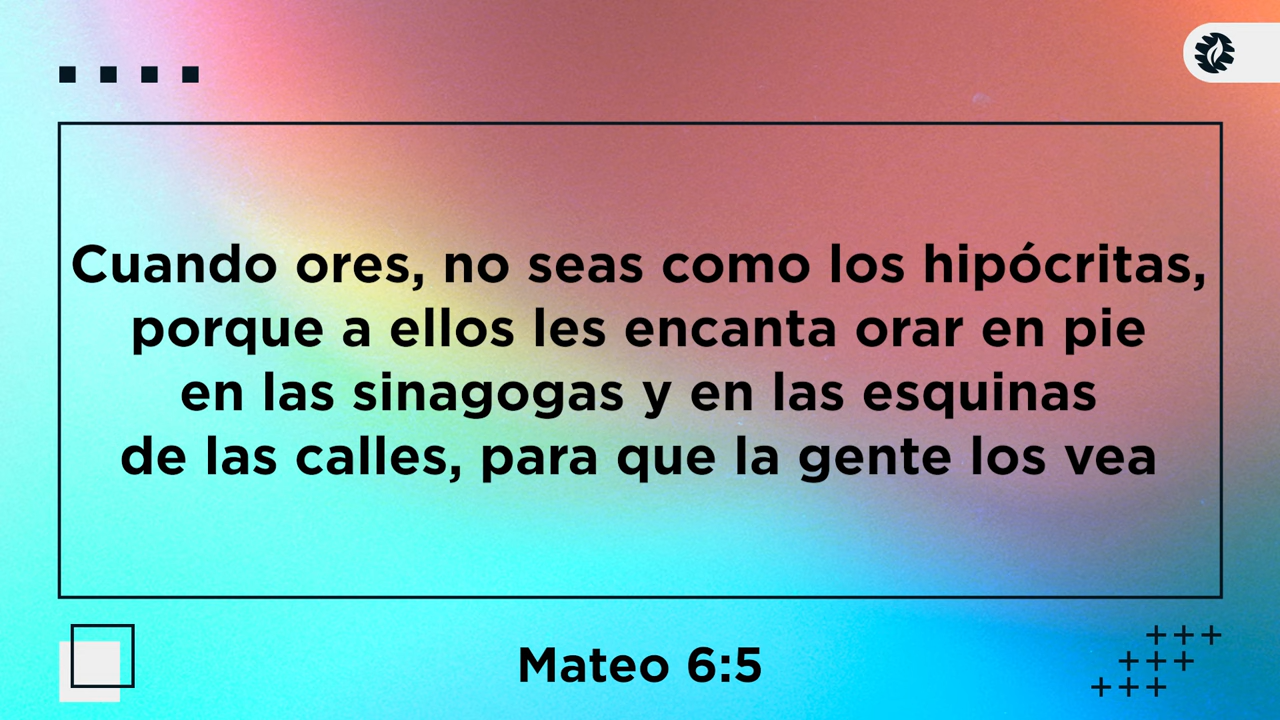 Cuando ores, no seas como los hipócritas,
porque a ellos les encanta orar en pie
en las sinagogas y en las esquinas
de las calles, para que la gente los vea
Mateo 6:5